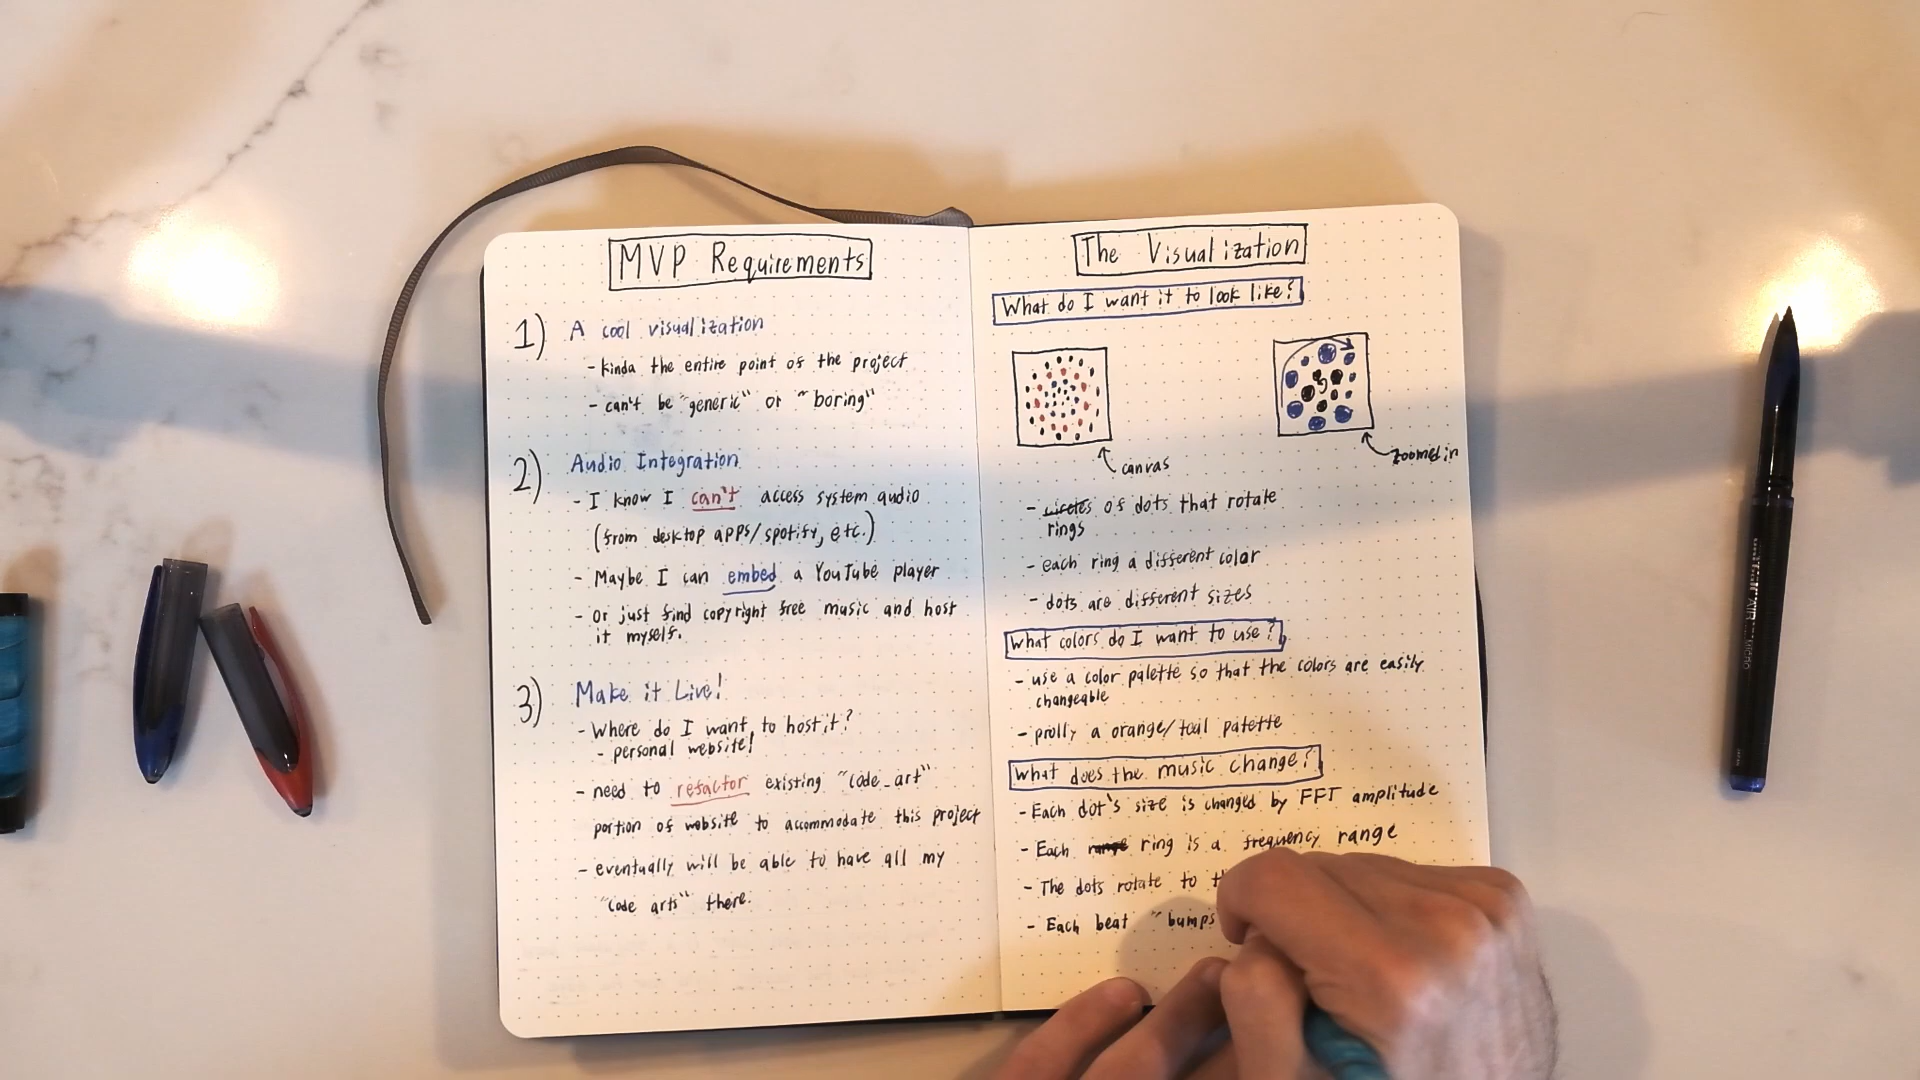 MVP Requirements
1) A cool visualization
- kinda the entire point of the project
- can't be "generic" or "boring"
2) Audio Integration
- I know I can't access system audio
(from desktop apps/spotify, etc.)
- Maybe I can embed a YouTube player
- Or just find copyright free music and host
it myself.
3) Make it Live!
- Where do I want to host it?
- personal website!
- need to refactor existing "code_art"
portion of website to accommodate this project
- eventually will be able to have all my
"code arts" there.
The Visualization
What do I want it to look like?
canvas
zoomed in
- circles of dots that rotate
rings
- each ring a different color
- dots are different sizes
What colors do I want to use?
- use a color palette so that the colors are easily
changeable
- prolly a orange/teal palette
What does the music change?
- Each dot's size is changed by FFT amplitude
- Each range ring is a frequency range
- The dots rotate to
- Each beat "bumps